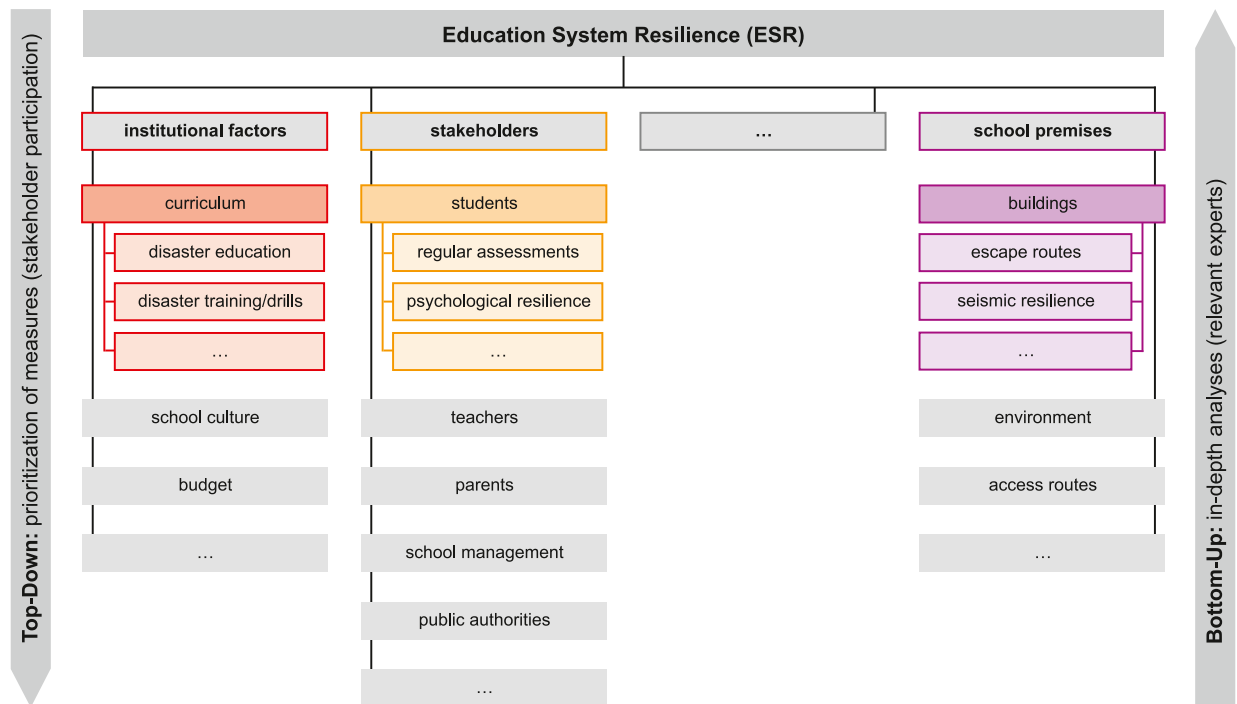 Education System Resilience (ESR)
Top-Down: prioritization of measures (stakeholder participation)
institutional factors
curriculum
disaster education
disaster training/drills
…
school culture
budget
…
stakeholders
students
regular assessments
psychological resilience
…
teachers
parents
school management
public authorities
…
…
school premises
buildings
escape routes
seismic resilience
…
environment
access routes
…
Bottom-Up: in-depth analyses (relevant experts)